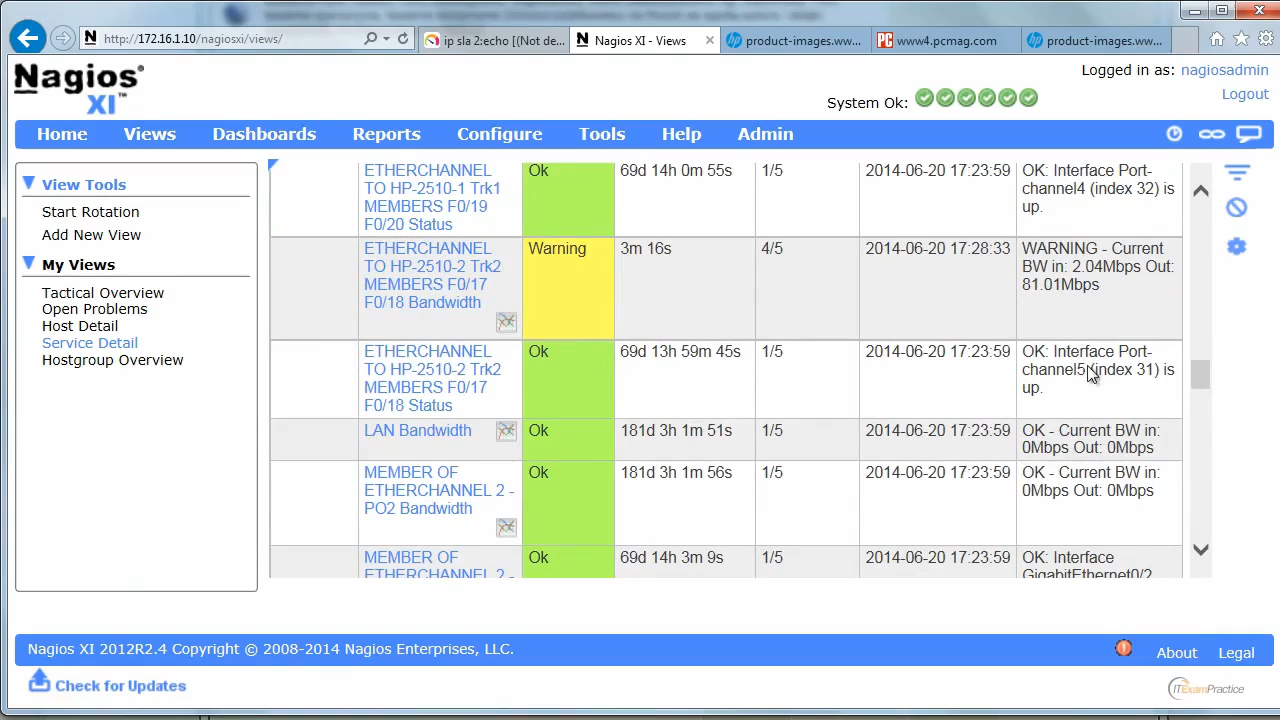 http://172.16.1.10/nagiosxi/views/
ip sla 2:echo [(Not de...
Nagios XI - Views
product-images.ww...
www4.pcmag.com
product-images.ww...
Nagios®
XI™
Logged in as: nagiosadmin
Logout
System Ok:
Home Views Dashboards Reports Configure Tools Help Admin
View Tools
Start Rotation
Add New View
My Views
Tactical Overview
Open Problems
Host Detail
Service Detail
Hostgroup Overview
ETHERCHANNEL
TO HP-2510-1 Trk1
MEMBERS F0/19
F0/20 Status
Ok
69d 14h 0m 55s
1/5
2014-06-20 17:23:59
OK: Interface Port-
channel4 (index 32) is
up.
ETHERCHANNEL
TO HP-2510-2 Trk2
MEMBERS F0/17
F0/18 Bandwidth
Warning
3m 16s
4/5
2014-06-20 17:28:33
WARNING - Current
BW in: 2.04Mbps Out:
81.01Mbps
ETHERCHANNEL
TO HP-2510-2 Trk2
MEMBERS F0/17
F0/18 Status
Ok
69d 13h 59m 45s
1/5
2014-06-20 17:23:59
OK: Interface Port-
channel5 (index 31) is
up.
LAN Bandwidth
Ok
181d 3h 1m 51s
1/5
2014-06-20 17:23:59
OK - Current BW in:
0Mbps Out: 0Mbps
MEMBER OF
ETHERCHANNEL 2 -
PO2 Bandwidth
Ok
181d 3h 1m 56s
1/5
2014-06-20 17:23:59
OK - Current BW in:
0Mbps Out: 0Mbps
MEMBER OF
ETHERCHANNEL 2 -
Ok
69d 14h 3m 9s
1/5
2014-06-20 17:23:59
OK: Interface
GigabitEthernet0/2
Nagios XI 2012R2.4 Copyright © 2008-2014 Nagios Enterprises, LLC.
About Legal
Check for Updates
ITExamPractice